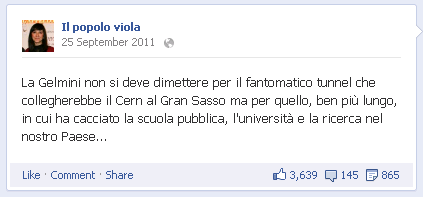 Il popolo viola
25 September 2011
La Gelmini non si deve dimettere per il fantomatico tunnel che
collegherebbe il Cern al Gran Sasso ma per quello, ben più lungo,
in cui ha cacciato la scuola pubblica, l'università e la ricerca nel
nostro Paese...
Like · Comment · Share 3,639 145 865